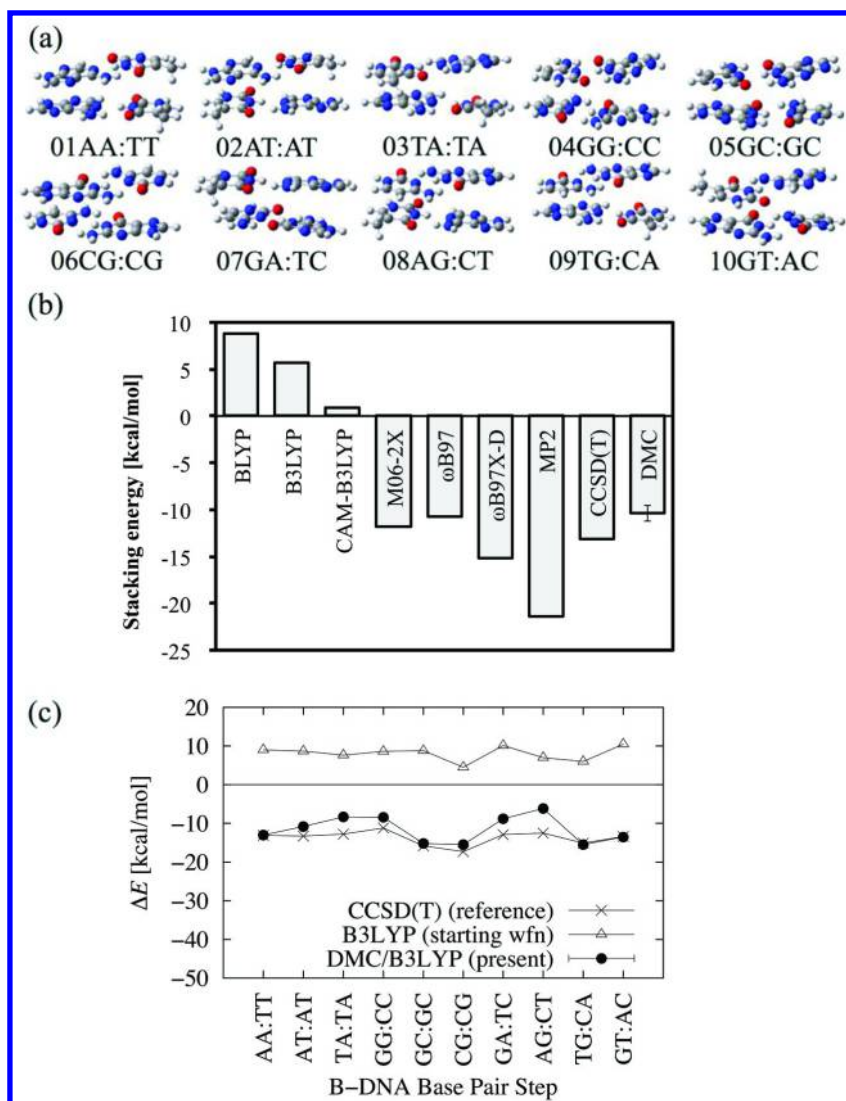 (a)
01AA:TT 02AT:AT 03TA:TA 04GG:CC 05GC:GC
06CG:CG 07GA:TC 08AG:CT 09TG:CA 10GT:AC
(b)
Stacking energy [kcal/mol]
10
5
0
-5
-10
-15
-20
-25
BLYP
B3LYP
CAM-B3LYP
M06-2X
ωB97
ωB97X-D
MP2
CCSD(T)
DMC
(c)
ΔE [kcal/mol]
20
10
0
-10
-20
-30
-40
-50
CCSD(T) (reference)
B3LYP (starting wfn)
DMC/B3LYP (present)
AA:TT
AT:AT
TA:TA
GG:CC
GC:GC
CG:CG
GA:TC
AG:CT
TG:CA
GT:AC
B−DNA Base Pair Step